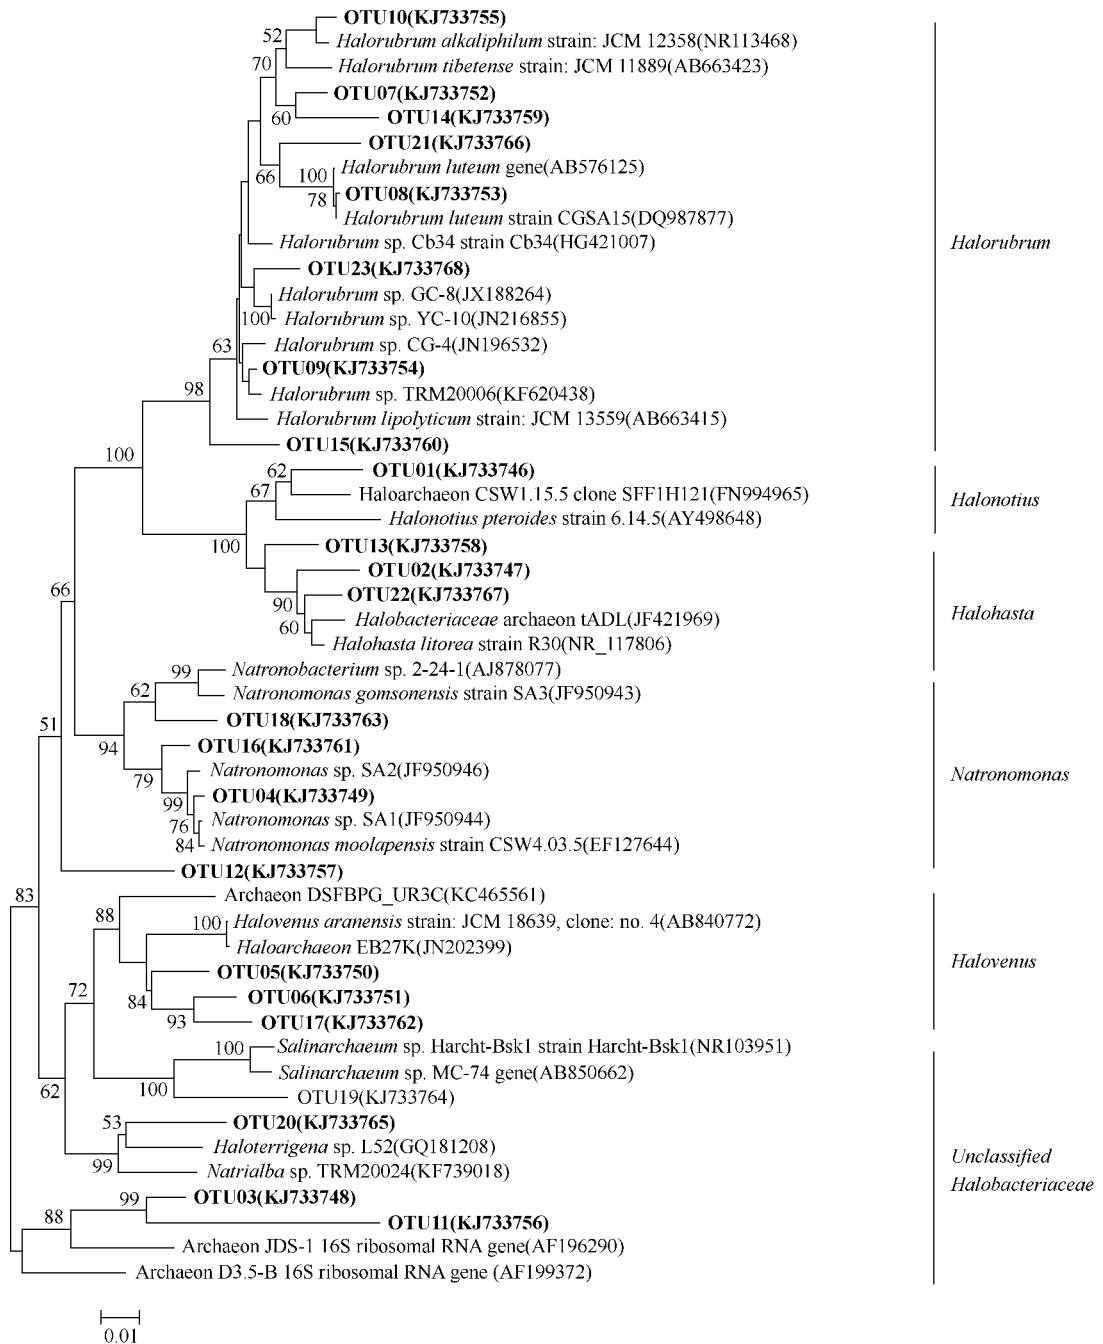 OTU10(KJ733755)
52
Halorubrum alkaliphilum strain: JCM 12358(NR113468)
70
Halorubrum tibetense strain: JCM 11889(AB663423)
OTU07(KJ733752)
60
OTU14(KJ733759)
OTU21(KJ733766)
66
100
Halorubrum luteum gene(AB576125)
78
OTU08(KJ733753)
Halorubrum luteum strain CGSA15(DQ987877)
Halorubrum sp. Cb34 strain Cb34(HG421007)
Halorubrum
OTU23(KJ733768)
Halorubrum sp. GC-8(JX188264)
100
Halorubrum sp. YC-10(JN216855)
63
Halorubrum sp. CG-4(JN196532)
OTU09(KJ733754)
98
Halorubrum sp. TRM20006(KF620438)
Halorubrum lipolyticum strain: JCM 13559(AB663415)
OTU15(KJ733760)
100
62
OTU01(KJ733746)
67
Haloarchaeon CSW1.15.5 clone SFF1H121(FN994965)
Halonotius
Halonotius pteroides strain 6.14.5(AY498648)
100
OTU13(KJ733758)
OTU02(KJ733747)
66
90
OTU22(KJ733767)
60
Halobacteriaceae archaeon tADL(JF421969)
Halohasta
Halohasta litorea strain R30(NR_117806)
99
Natronobacterium sp. 2-24-1(AJ878077)
62
Natronomonas gomsonensis strain SA3(JF950943)
51
OTU18(KJ733763)
94
OTU16(KJ733761)
79
Natronomonas sp. SA2(JF950946)
Natronomonas
99
OTU04(KJ733749)
76
Natronomonas sp. SA1(JF950944)
84
Natronomonas moolapensis strain CSW4.03.5(EF127644)
OTU12(KJ733757)
83
Archaeon DSFBPG_UR3C(KC465561)
88
100
Halovenus aranensis strain: JCM 18639, clone: no. 4(AB840772)
Haloarchaeon EB27K(JN202399)
Halovenus
OTU05(KJ733750)
72
84
OTU06(KJ733751)
93
OTU17(KJ733762)
100
Salinarchaeum sp. Harcht-Bsk1 strain Harcht-Bsk1(NR103951)
Salinarchaeum sp. MC-74 gene(AB850662)
62
100
OTU19(KJ733764)
53
OTU20(KJ733765)
Haloterrigena sp. L52(GQ181208)
Unclassified
99
Natrialba sp. TRM20024(KF739018)
Halobacteriaceae
99
OTU03(KJ733748)
88
OTU11(KJ733756)
Archaeon JDS-1 16S ribosomal RNA gene(AF196290)
Archaeon D3.5-B 16S ribosomal RNA gene (AF199372)
0.01